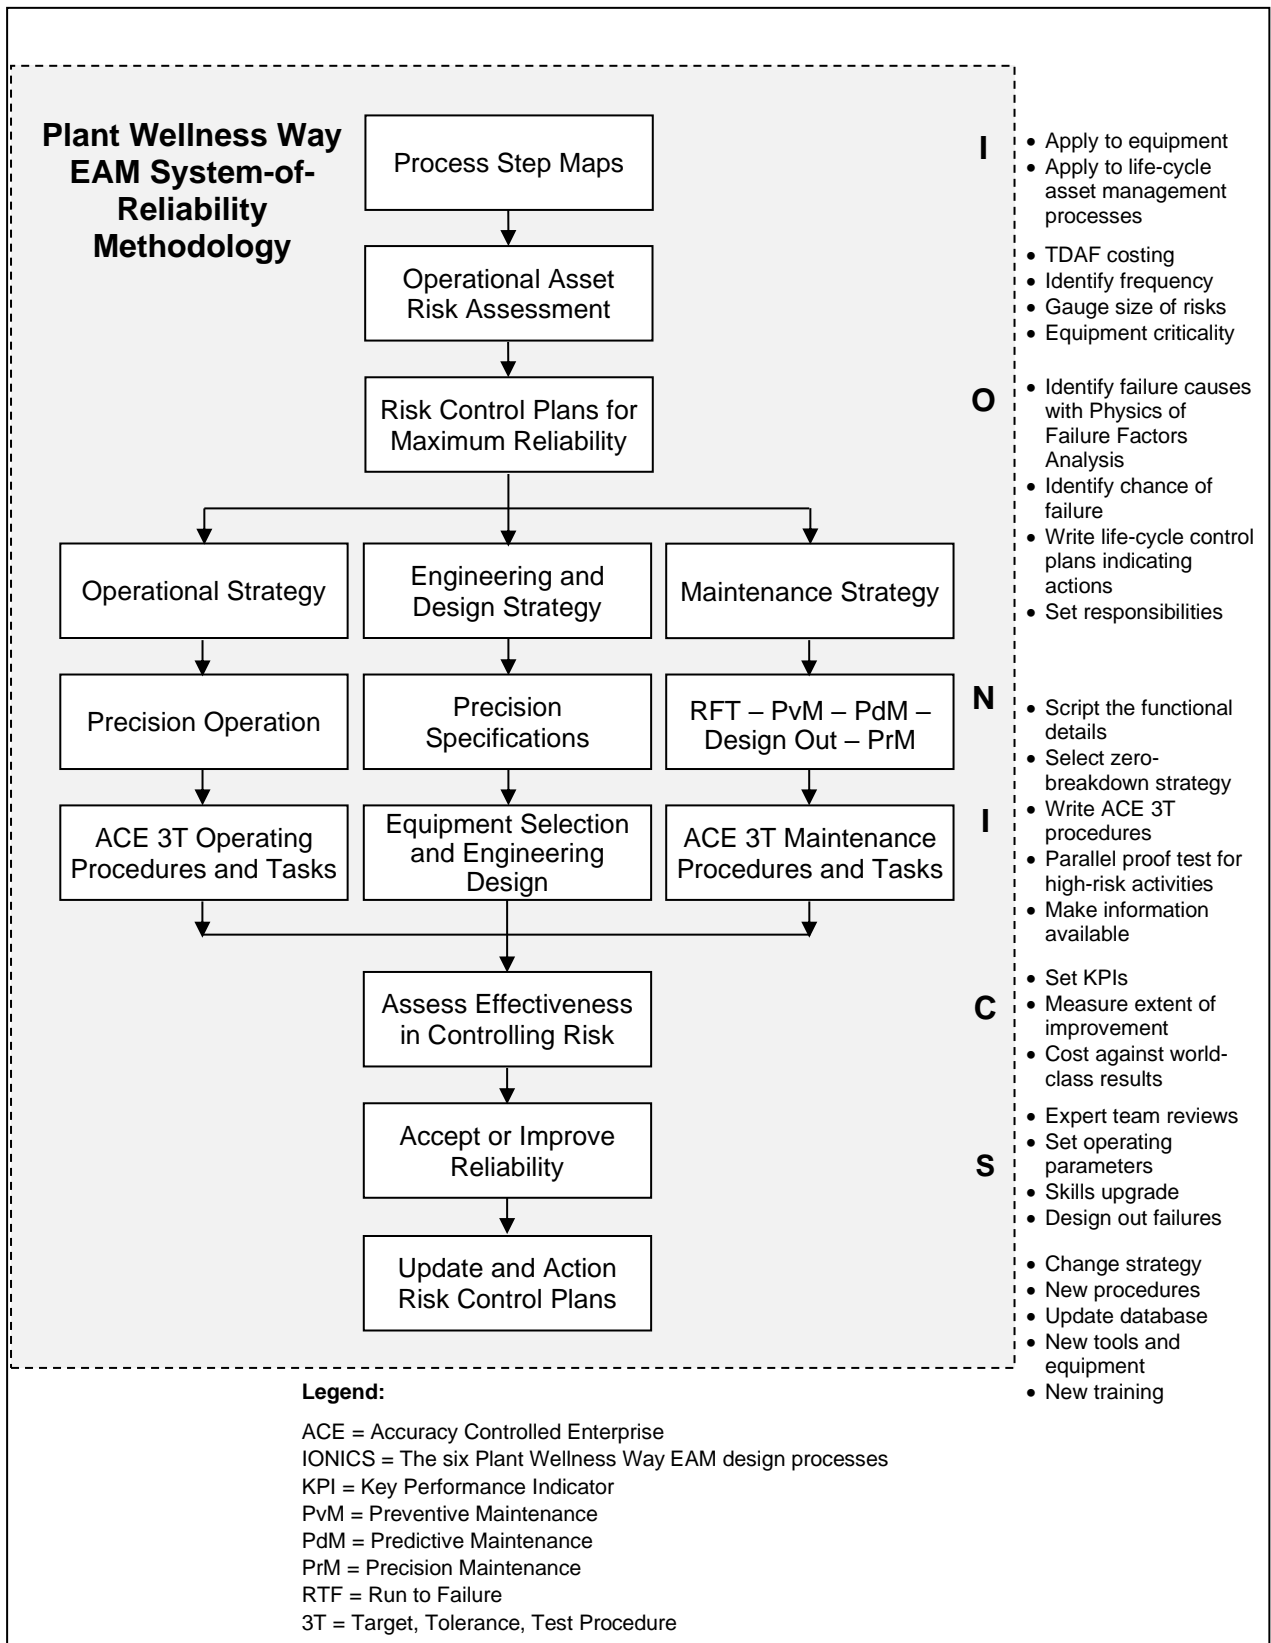 Plant Wellness Way
EAM System-of-
Reliability
Methodology
Process Step Maps
I
• Apply to equipment
• Apply to life-cycle
asset management
processes
Operational Asset
Risk Assessment
• TDAF costing
• Identify frequency
• Gauge size of risks
• Equipment criticality
Risk Control Plans for
Maximum Reliability
O
• Identify failure causes
with Physics of
Failure Factors
Analysis
• Identify chance of
failure
• Write life-cycle control
plans indicating
actions
• Set responsibilities
Operational Strategy
Engineering and
Design Strategy
Maintenance Strategy
Precision Operation
Precision
Specifications
RFT – PvM – PdM –
Design Out – PrM
N
ACE 3T Operating
Procedures and Tasks
Equipment Selection
and Engineering
Design
ACE 3T Maintenance
Procedures and Tasks
I
• Script the functional
details
• Select zero-
breakdown strategy
• Write ACE 3T
procedures
• Parallel proof test for
high-risk activities
• Make information
available
Assess Effectiveness
in Controlling Risk
C
• Set KPIs
• Measure extent of
improvement
• Cost against world-
class results
Accept or Improve
Reliability
S
• Expert team reviews
• Set operating
parameters
• Skills upgrade
• Design out failures
Update and Action
Risk Control Plans
• Change strategy
• New procedures
• Update database
• New tools and
equipment
• New training
Legend:
ACE = Accuracy Controlled Enterprise
IONICS = The six Plant Wellness Way EAM design processes
KPI = Key Performance Indicator
PvM = Preventive Maintenance
PdM = Predictive Maintenance
PrM = Precision Maintenance
RTF = Run to Failure
3T = Target, Tolerance, Test Procedure